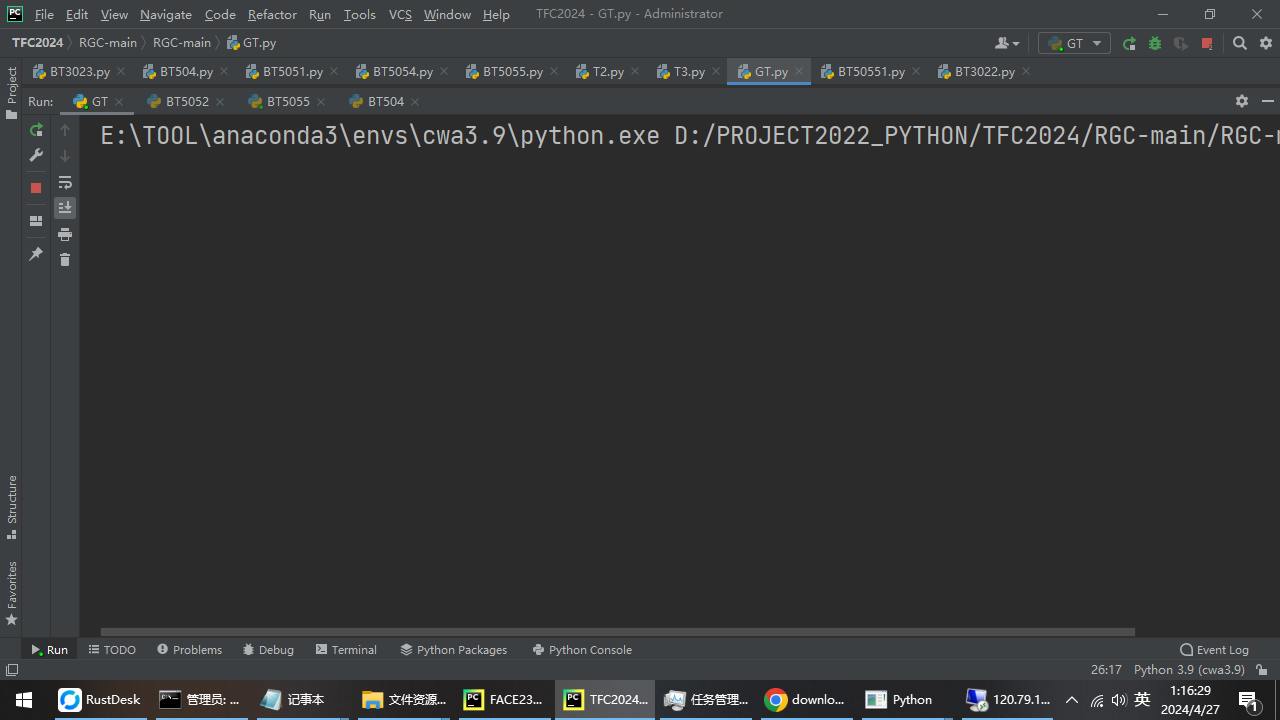 File Edit View Navigate Code Refactor Run Tools VCS Window Help TFC2024 - GT.py - Administrator
TFC2024 RGC-main RGC-main GT.py GT
Project
BT3023.py BT504.py BT5051.py BT5054.py BT5055.py T2.py T3.py GT.py BT50551.py BT3022.py
Run: GT BT5052 BT5055 BT504
E:\TOOL\anaconda3\envs\cwa3.9\python.exe D:/PROJECT2022_PYTHON/TFC2024/RGC-main/RGC-
Structure
Favorites
Run TODO Problems Debug Terminal Python Packages Python Console Event Log
26:17 Python 3.9 (cwa3.9)
RustDesk 管理员: ... 记事本 文件资源... FACE23... TFC2024... 任务管理... downlo... Python 120.79.1... 英 1:16:29
2024/4/27
1